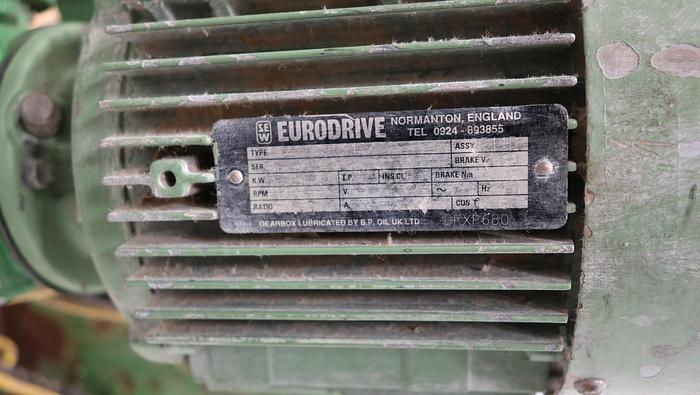 SEW EURODRIVE NORMANTON, ENGLAND
TEL 0924 - 893855
TYPE ASSY.
SER. BRAKE V.
K.W I.P. INS.CL. BRAKE Nm
RPM V. ~ Hz
RATIO A. COS f
GEARBOX LUBRICATED BY B.P. OIL UK LTD GRXP680